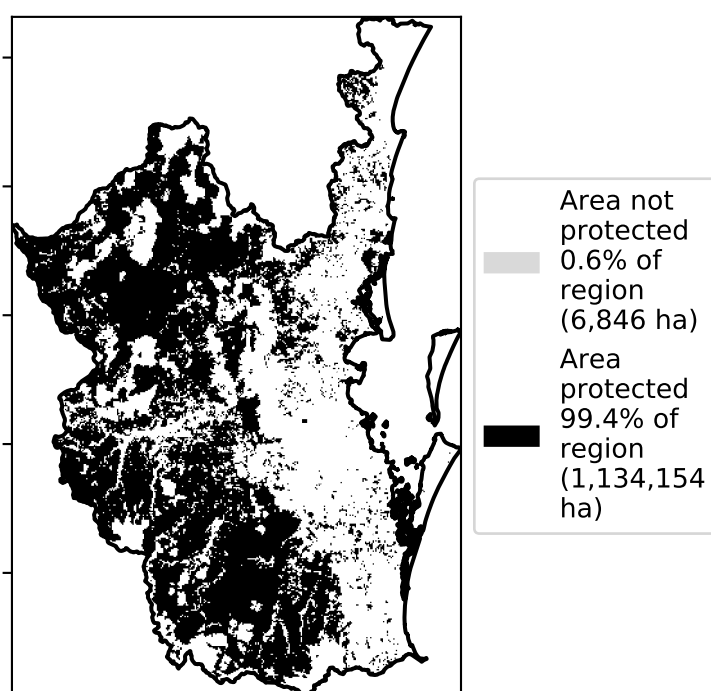 Area not
protected
0.6% of
region
(6,846 ha)
Area
protected
99.4% of
region
(1,134,154
ha)